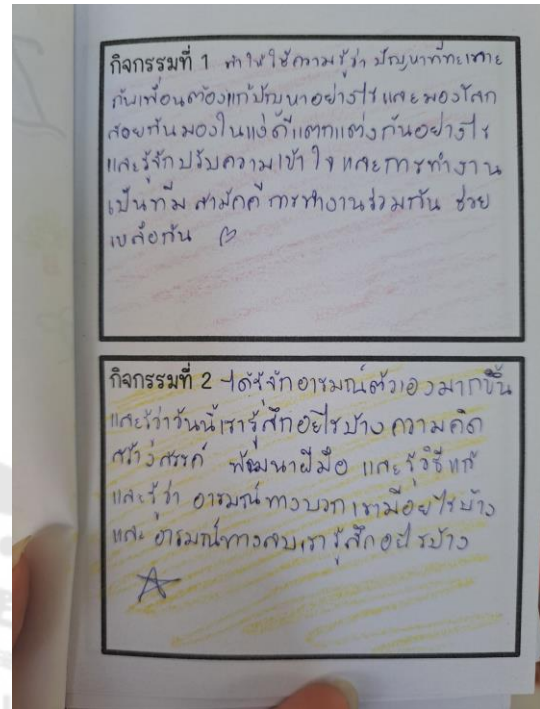 กิจกรรมที่ 1 ทำให้ใช้ความรู้ว่า ปัญหาที่ทะเลาะ
กับเพื่อนต้องแก้ปัญหาอย่างไร และมองโลก
สองกันมองในแง่ดีแตกแต่งกันอย่างไร
และรู้จักปรับความเข้าใจ และการทำงาน
เป็นทีม สามัคคี การทำงานร่วมกัน ช่วย
เหลือกัน
กิจกรรมที่ 2 ได้รู้จักอารมณ์ตัวเองมากขึ้น
และรู้ว่าวันนี้เรารู้สึกอะไรบ้าง ความคิด
สร้างสรรค์ พัฒนาฝีมือ และรู้วิธีแก้
และรู้ว่า อารมณ์ทางบวกเรามีอะไรบ้าง
และ อารมณ์ทางลบเรารู้สึกอะไรบ้าง